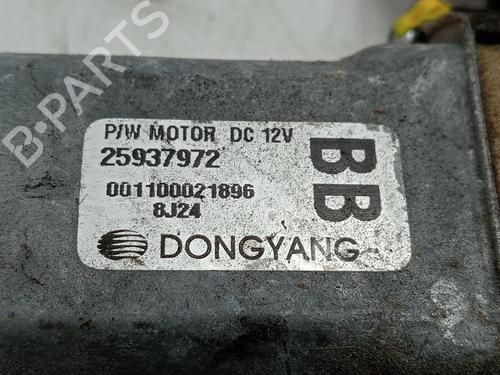 P/W MOTOR DC 12V
25937972
001100021896
8J24
BB
DONGYANG
B-PARTS